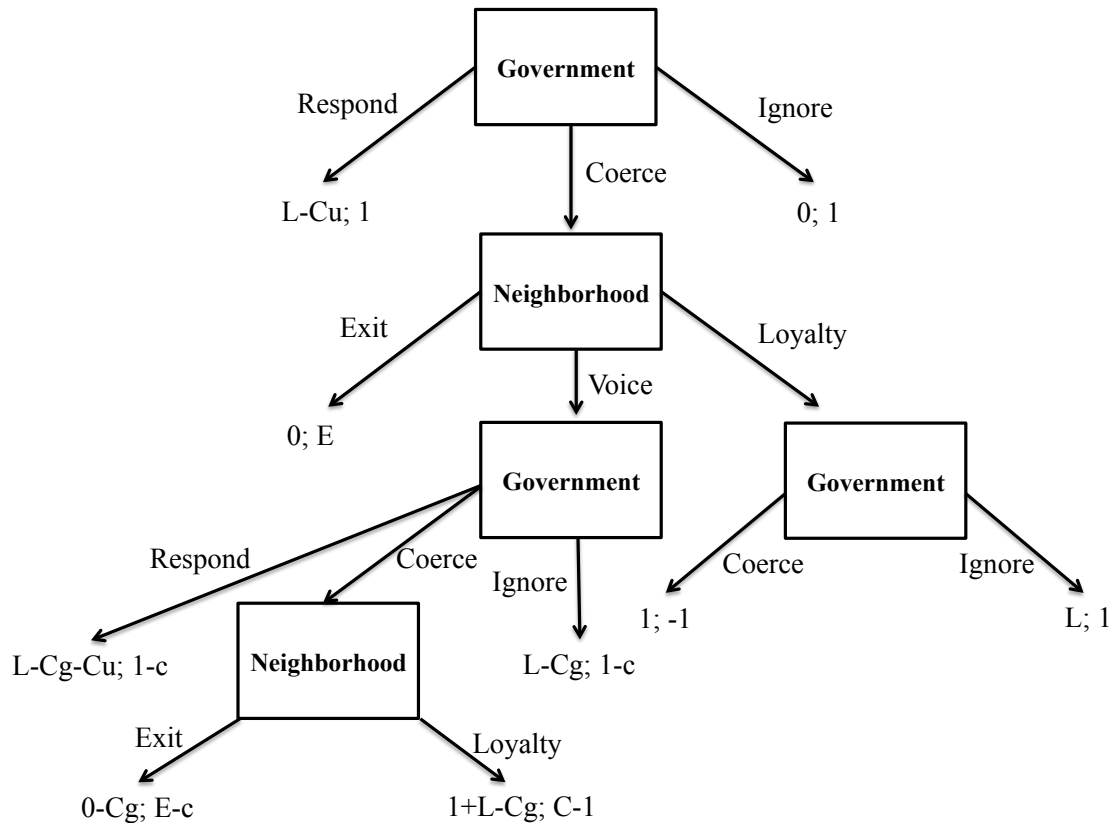 Government
Respond
Ignore
Coerce
L-Cu; 1
0; 1
Neighborhood
Exit
Loyalty
Voice
0; E
Government
Government
Respond
Coerce
Ignore
Coerce
Ignore
1; -1
L; 1
L-Cg-Cu; 1-c
Neighborhood
L-Cg; 1-c
Exit
Loyalty
0-Cg; E-c
1+L-Cg; C-1